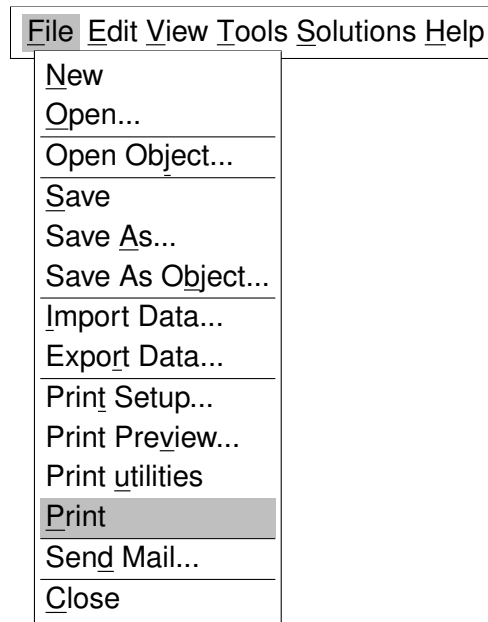 File Edit View Tools Solutions Help
New
Open...
Open Object...
Save
Save As...
Save As Object...
Import Data...
Export Data...
Print Setup...
Print Preview...
Print utilities
Print
Send Mail...
Close